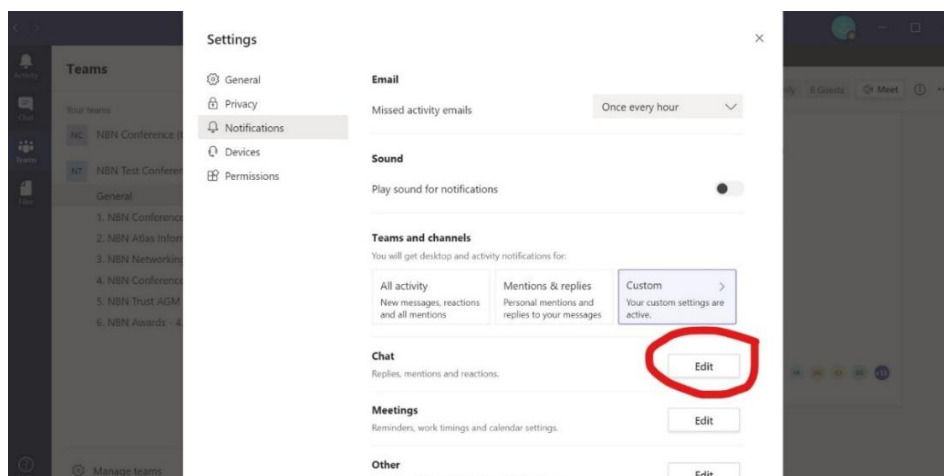 Settings
General
Privacy
Notifications
Devices
Permissions
Email
Missed activity emails
Once every hour
Sound
Play sound for notifications
Teams and channels
You will get desktop and activity notifications for:
All activity
New messages, reactions
and all mentions
Mentions & replies
Personal mentions and
replies to your messages
Custom
Your custom settings are
active.
Chat
Replies, mentions and reactions.
Edit
Meetings
Reminders, work timings and calendar settings.
Edit
Other
Edit
Activity
Chat
Teams
Files
Teams
Your teams
NC NBN Conference
NT NBN Test Conferen
General
1. NBN Conference
2. NBN Atlas Inform
3. NBN Networking
4. NBN Conference
5. NBN Trust AGM
6. NBN Awards - 4.
Manage teams
8 Guests
Meet
+13